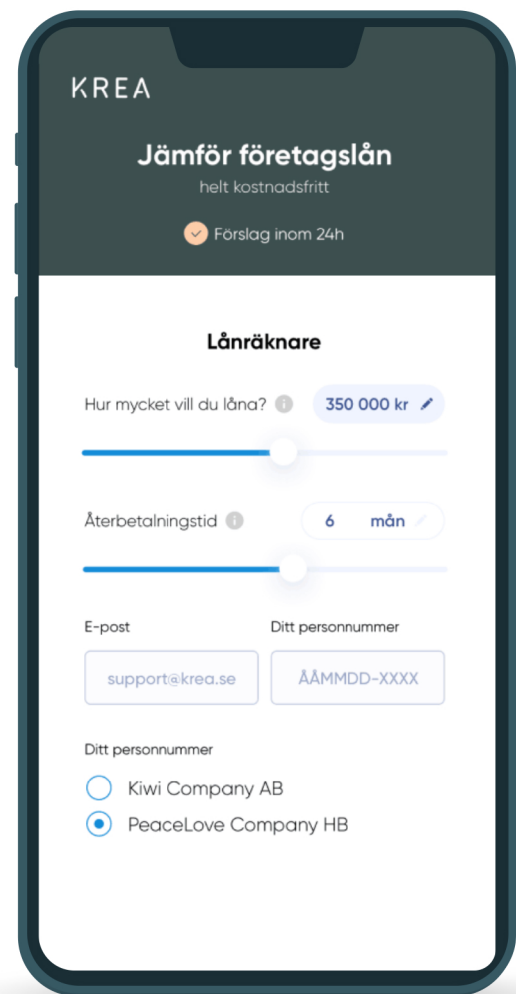 KREA
Jämför företagslån
helt kostnadsfritt
Förslag inom 24h
Lånräknare
Hur mycket vill du låna? i 350 000 kr
Återbetalningstid i 6 mån
E-post Ditt personnummer
support@krea.se ÅÅMMDD-XXXX
Ditt personnummer
Kiwi Company AB
PeaceLove Company HB